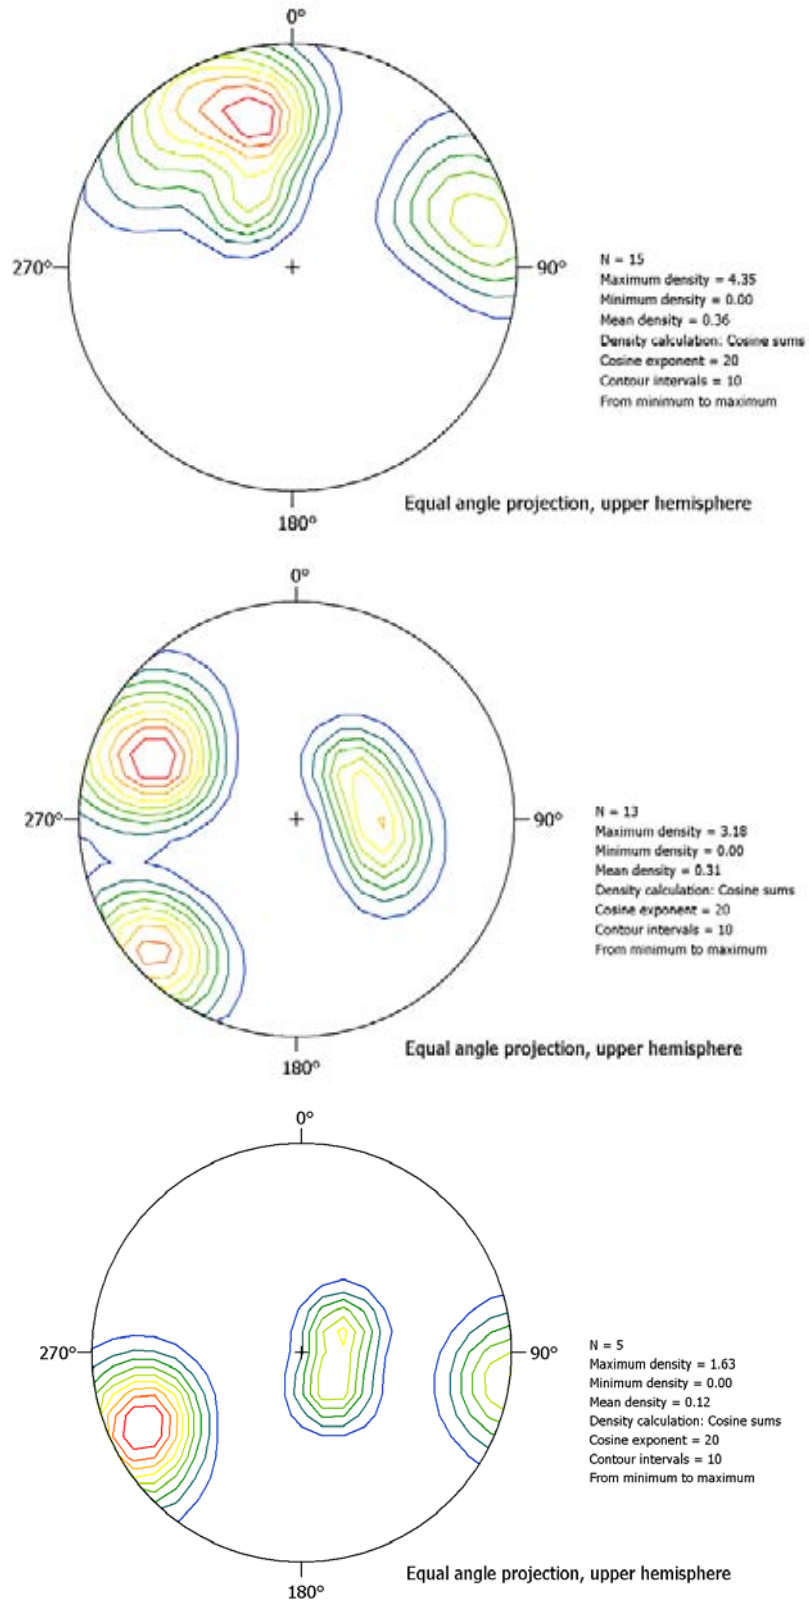 0°
270°
90°
N = 15
Maximum density = 4.35
Minimum density = 0.00
Mean density = 0.36
Density calculation: Cosine sums
Cosine exponent = 20
Contour intervals = 10
From minimum to maximum
180°
Equal angle projection, upper hemisphere
0°
270°
90°
N = 13
Maximum density = 3.18
Minimum density = 0.00
Mean density = 0.31
Density calculation: Cosine sums
Cosine exponent = 20
Contour intervals = 10
From minimum to maximum
180°
Equal angle projection, upper hemisphere
0°
270°
90°
N = 5
Maximum density = 1.63
Minimum density = 0.00
Mean density = 0.12
Density calculation: Cosine sums
Cosine exponent = 20
Contour intervals = 10
From minimum to maximum
180°
Equal angle projection, upper hemisphere